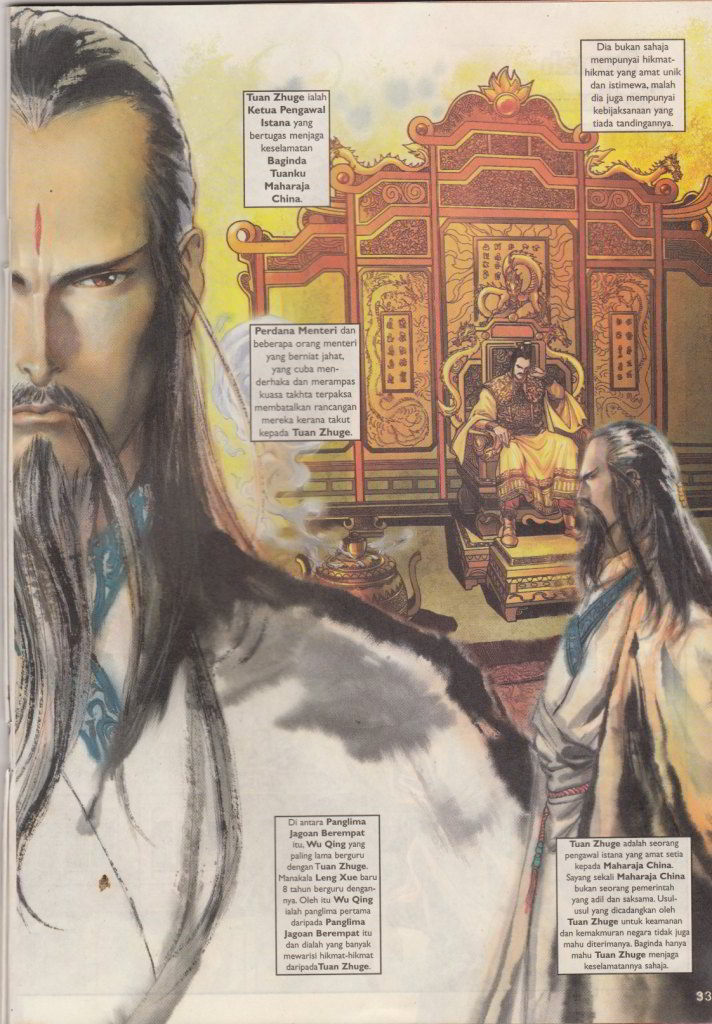 Tuan Zhuge ialah
Ketua Pengawal
Istana yang
bertugas menjaga
keselamatan
Baginda
Tuanku
Maharaja
China.
Dia bukan sahaja
mempunyai hikmat-
hikmat yang amat unik
dan istimewa, malah
dia juga mempunyai
kebijaksanaan yang
tiada tandingannya.
Perdana Menteri dan
beberapa orang menteri
yang berniat jahat,
yang cuba men-
derhaka dan merampas
kuasa takhta terpaksa
membatalkan rancangan
mereka kerana takut
kepada Tuan Zhuge.
Di antara Panglima
Jagoan Berempat
itu, Wu Qing yang
paling lama berguru
dengan Tuan Zhuge.
Manakala Leng Xue baru
8 tahun berguru dengan-
nya. Oleh itu Wu Qing
ialah panglima pertama
daripada Panglima
Jagoan Berempat itu
dan dialah yang banyak
mewarisi hikmat-hikmat
daripada Tuan Zhuge.
Tuan Zhuge adalah seorang
pengawal istana yang amat setia
kepada Maharaja China.
Sayang sekali Maharaja China
bukan seorang pemerintah
yang adil dan saksama. Usul-
usul yang dicadangkan oleh
Tuan Zhuge untuk keamanan
dan kemakmuran negara tidak juga
mahu diterimanya. Baginda hanya
mahu Tuan Zhuge menjaga
keselamatannya sahaja.
33